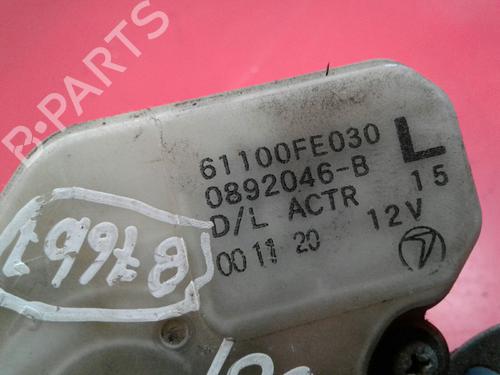 B-PARTS
61100FE030
0892046-B
L
D/L ACTR
15
00 11 20
12V